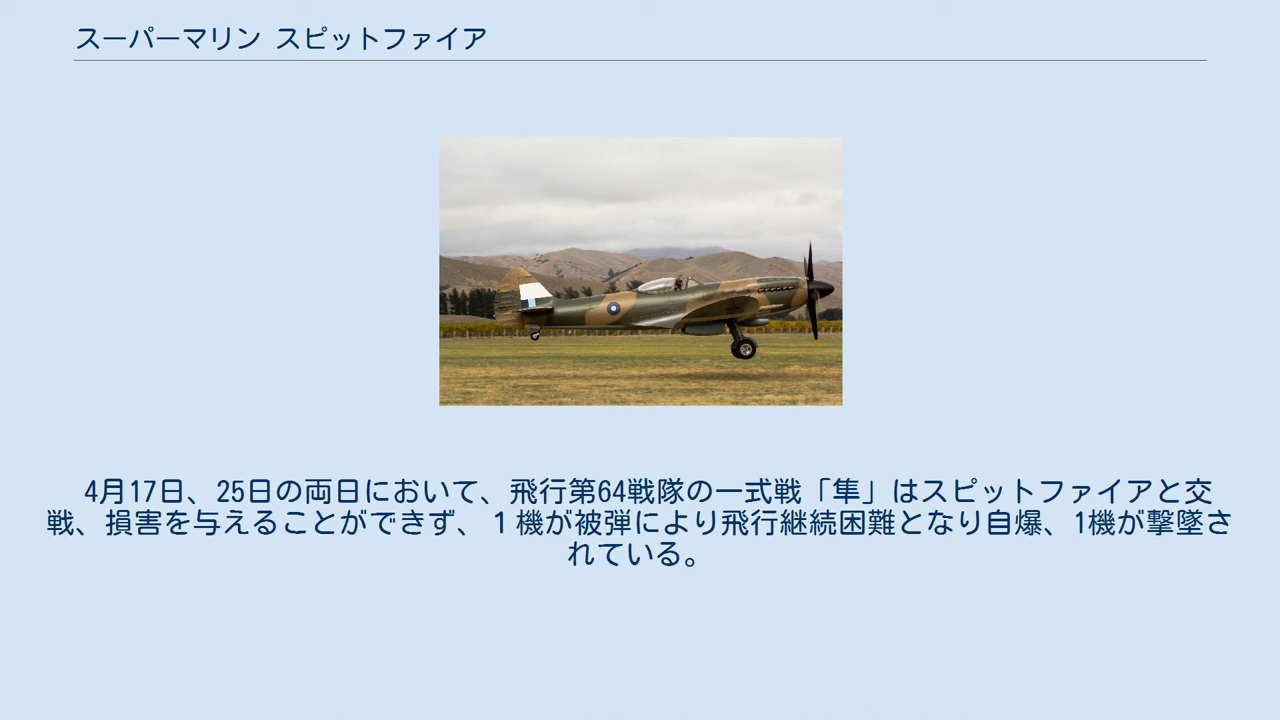 スーパーマリン スピットファイア
4月17日、25日の両日において、飛行第64戦隊の一式戦「隼」はスピットファイアと交
戦、損害を与えることができず、１機が被弾により飛行継続困難となり自爆、1機が撃墜さ
れている。